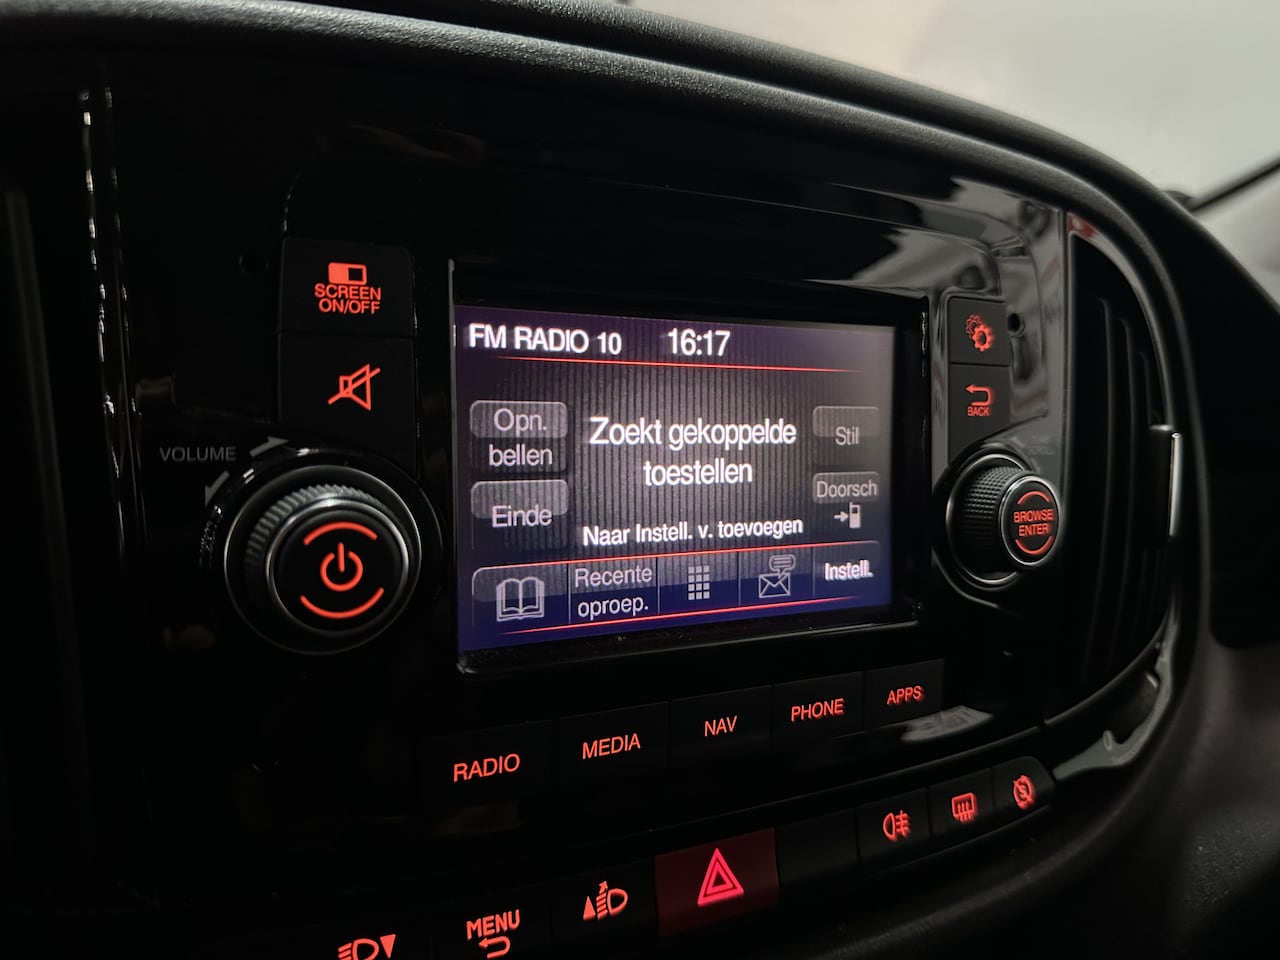 SCREEN
ON/OFF
VOLUME
FM RADIO 10 16:17
Opn.
bellen
Einde
Zoekt gekoppelde
toestellen
Naar Instell. v. toevoegen
Stil
Doorsch
Recente
oproep.
Instell.
BACK
BROWSE
ENTER
RADIO
MEDIA
NAV
PHONE
APPS
MENU